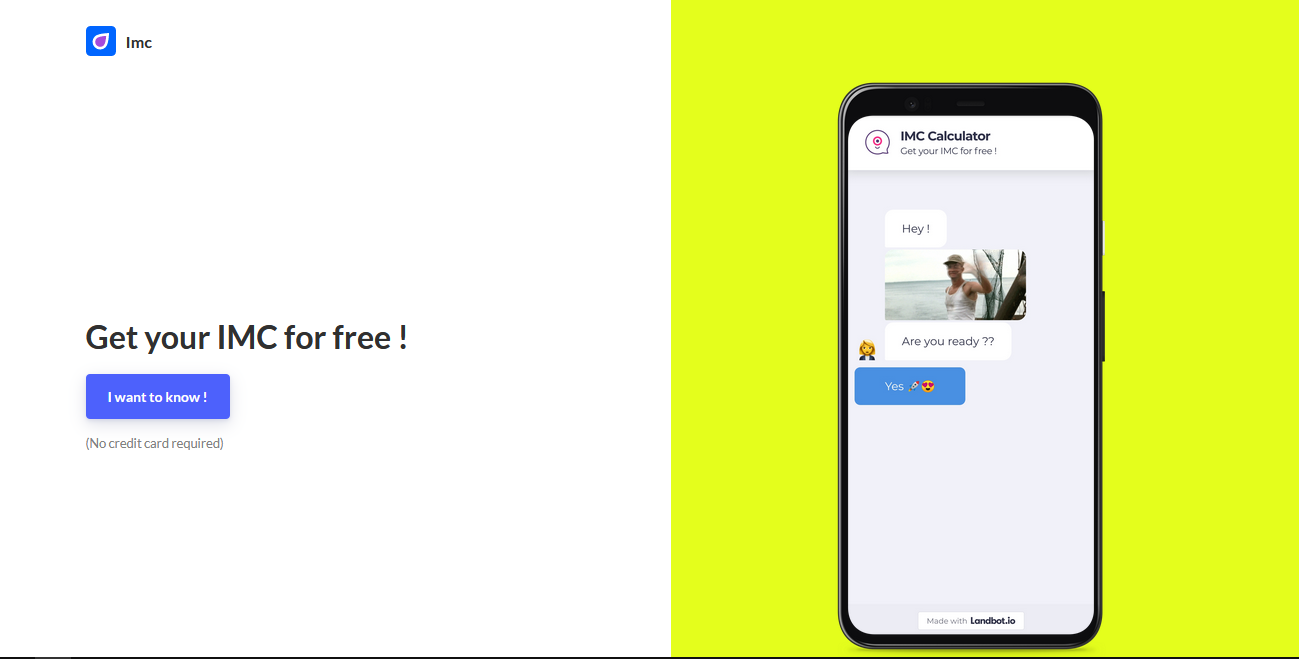 Imc
Get your IMC for free !
I want to know !
(No credit card required)
IMC Calculator
Get your IMC for free !
Hey !
Are you ready ??
Yes 🚀😍
Made with Landbot.io